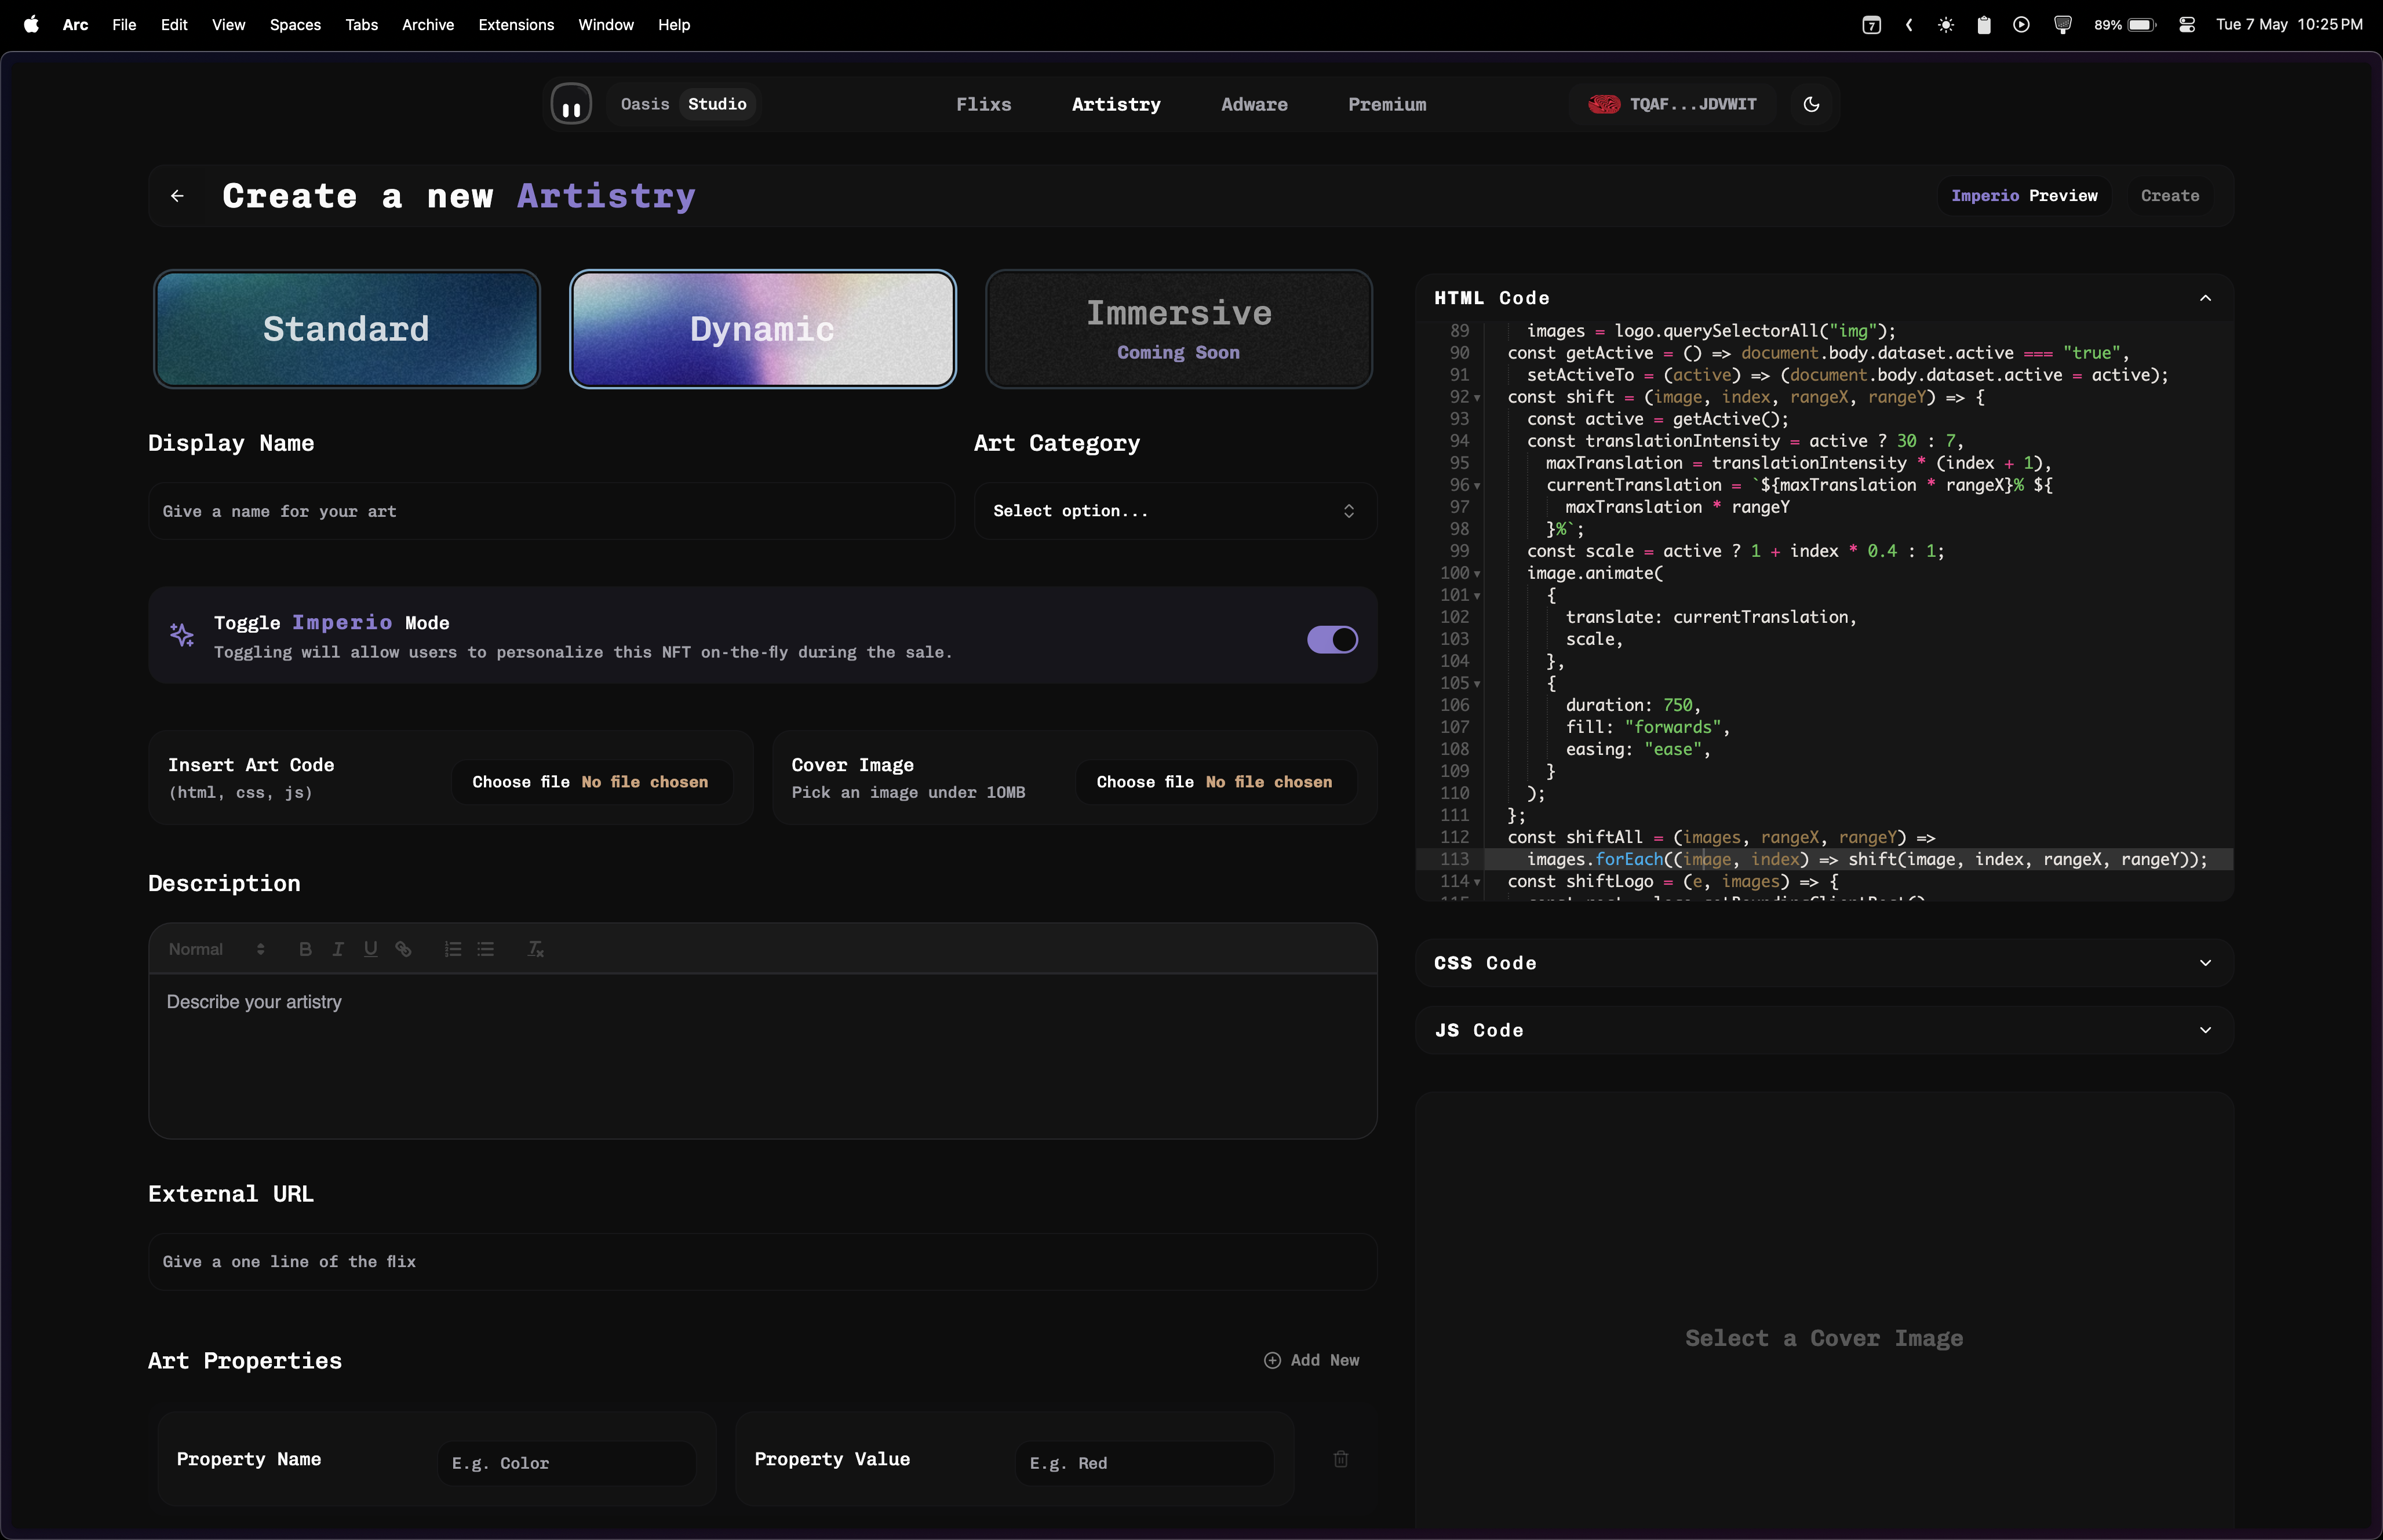 Arc File Edit View Spaces Tabs Archive Extensions Window Help 7 89% Tue 7 May 10:25 PM
Oasis Studio Flixs Artistry Adware Premium TQAF...JDVWIT
Create a new Artistry Imperio Preview Create
Standard
Dynamic
Immersive
Coming Soon
Display Name
Give a name for your art
Art Category
Select option...
Toggle Imperio Mode
Toggling will allow users to personalize this NFT on-the-fly during the sale.
Insert Art Code
(html, css, js)
Choose file No file chosen
Cover Image
Pick an image under 10MB
Choose file No file chosen
Description
Normal
Describe your artistry
External URL
Give a one line of the flix
Art Properties
Add New
Property Name
E.g. Color
Property Value
E.g. Red
HTML Code
89 images = logo.querySelectorAll("img");
90 const getActive = () => document.body.dataset.active === "true",
91 setActiveTo = (active) => (document.body.dataset.active = active);
92 const shift = (image, index, rangeX, rangeY) => {
93 const active = getActive();
94 const translationIntensity = active ? 30 : 7,
95 maxTranslation = translationIntensity * (index + 1),
96 currentTranslation = `${maxTranslation * rangeX}% ${
97 maxTranslation * rangeY
98 }%`;
99 const scale = active ? 1 + index * 0.4 : 1;
100 image.animate(
101 {
102 translate: currentTranslation,
103 scale,
104 },
105 {
106 duration: 750,
107 fill: "forwards",
108 easing: "ease",
109 }
110 );
111 };
112 const shiftAll = (images, rangeX, rangeY) =>
113 images.forEach((image, index) => shift(image, index, rangeX, rangeY));
114 const shiftLogo = (e, images) => {
CSS Code
JS Code
Select a Cover Image